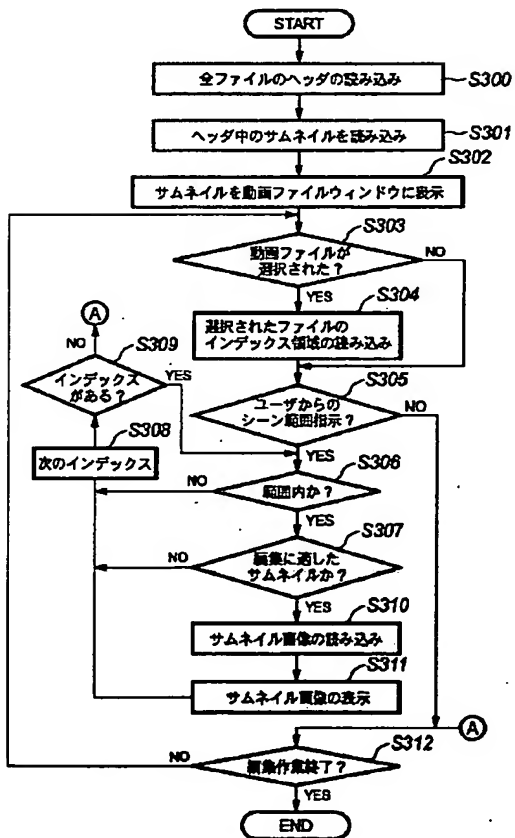 START
全ファイルのヘッダの読み込み
S300
ヘッダ中のサムネイルを読み込み
S301
S302
サムネイルを動画ファイルウィンドウに表示
S303
動画ファイルが
選択された？
NO
YES
S304
選択されたファイルの
インデックス領域の読み込み
A
NO
S309
インデックス
がある？
YES
S305
ユーザからの
シーン範囲指示？
NO
YES
S308
次のインデックス
S306
範囲内か？
NO
YES
S307
編集に適した
サムネイルか？
NO
YES
S310
サムネイル画像の読み込み
S311
サムネイル画像の表示
A
S312
編集作業終了？
NO
YES
END